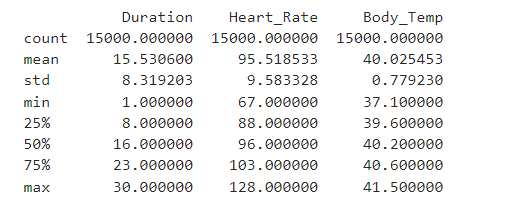 Duration Heart_Rate Body_Temp
count 15000.000000 15000.000000 15000.000000
mean 15.530600 95.518533 40.025453
std 8.319203 9.583328 0.779230
min 1.000000 67.000000 37.100000
25% 8.000000 88.000000 39.600000
50% 16.000000 96.000000 40.200000
75% 23.000000 103.000000 40.600000
max 30.000000 128.000000 41.500000